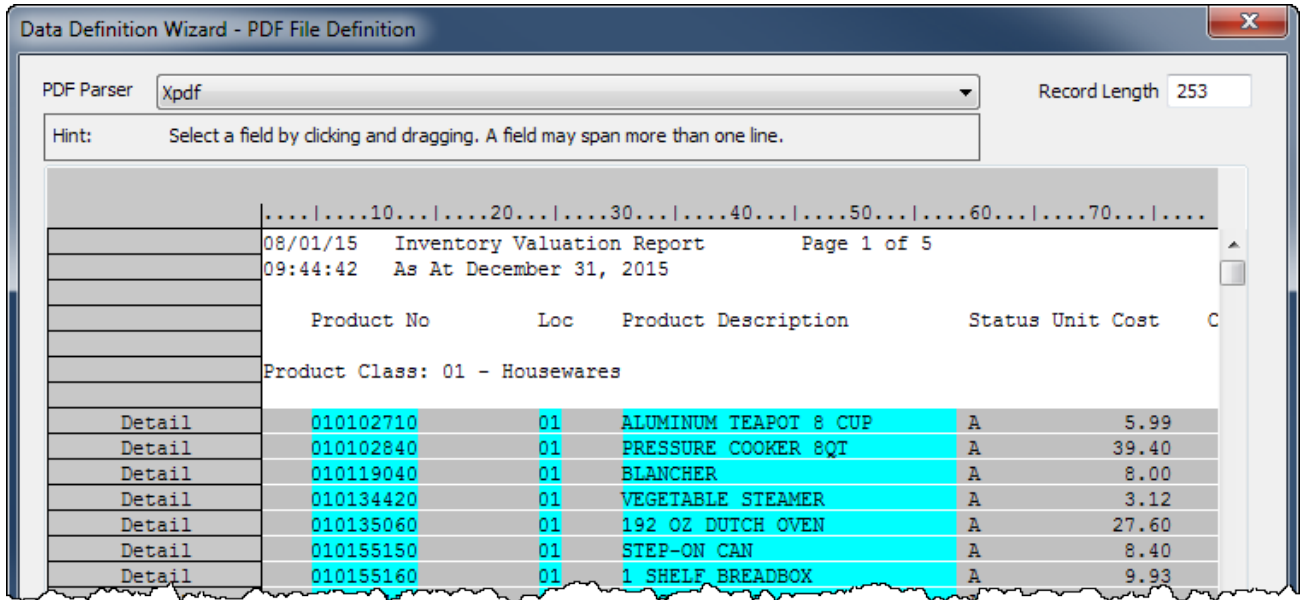 Data Definition Wizard - PDF File Definition
PDF Parser Xpdf Record Length 253
Hint: Select a field by clicking and dragging. A field may span more than one line.
....|....10...|....20...|....30...|....40...|....50...|....60...|....70...|....
08/01/15 Inventory Valuation Report Page 1 of 5
09:44:42 As At December 31, 2015
Product No Loc Product Description Status Unit Cost C
Product Class: 01 - Housewares
Detail 010102710 01 ALUMINUM TEAPOT 8 CUP A 5.99
Detail 010102840 01 PRESSURE COOKER 8QT A 39.40
Detail 010119040 01 BLANCHER A 8.00
Detail 010134420 01 VEGETABLE STEAMER A 3.12
Detail 010135060 01 192 OZ DUTCH OVEN A 27.60
Detail 010155150 01 STEP-ON CAN A 8.40
Detail 010155160 01 1 SHELF BREADBOX A 9.93